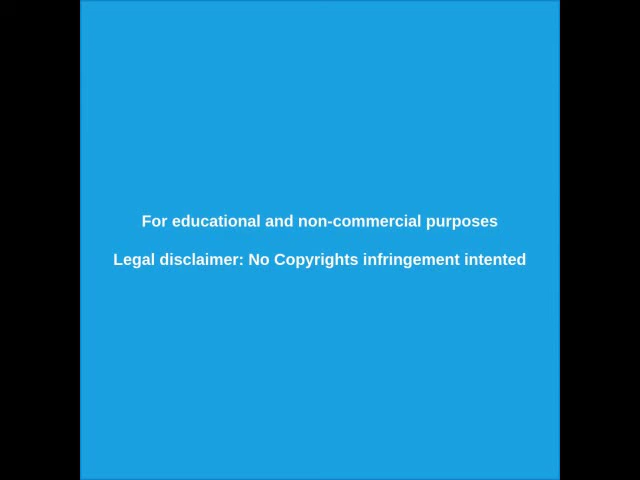 For educational and non-commercial purposes
Legal disclaimer: No Copyrights infringement intented